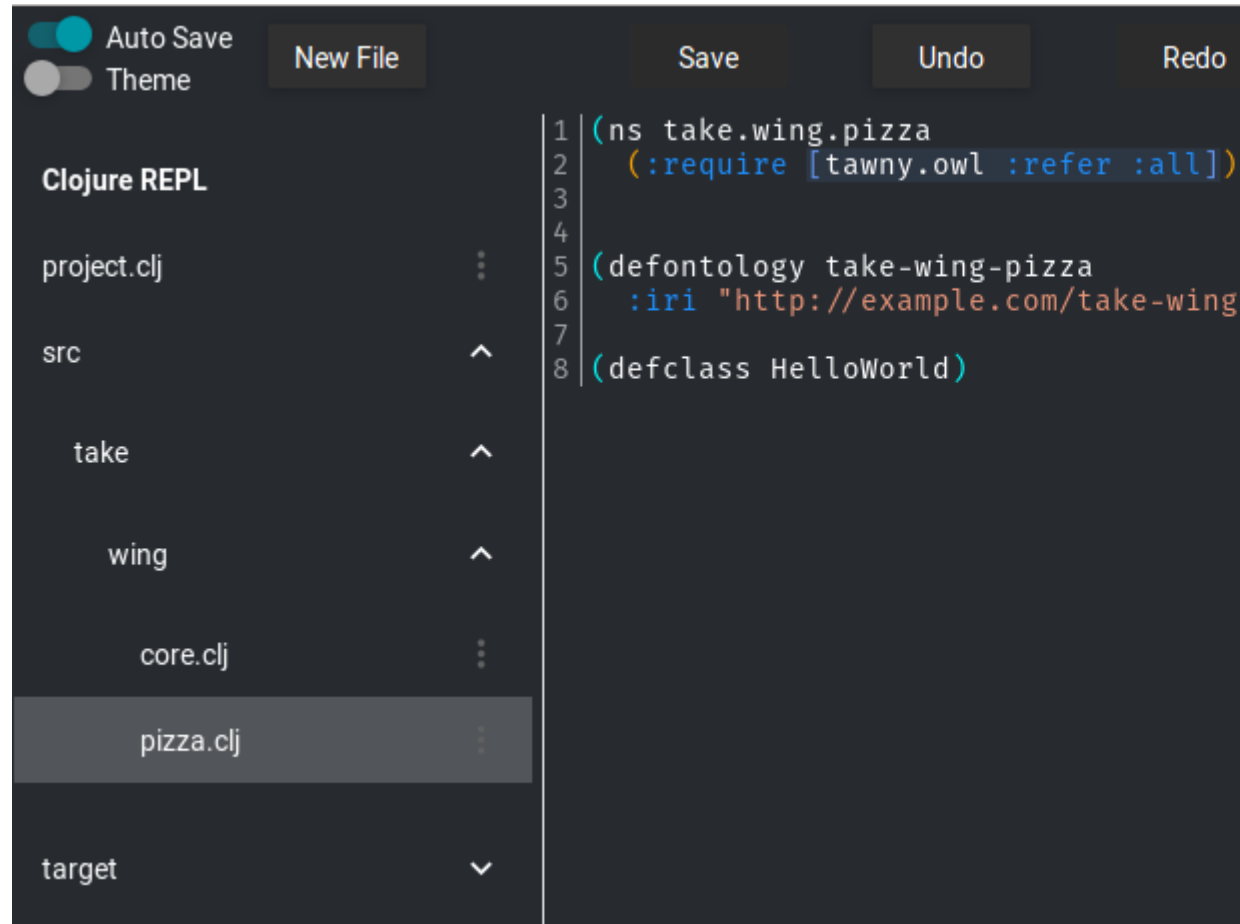 Auto Save
Theme
New File
Save
Undo
Redo
Clojure REPL
project.clj
src
take
wing
core.clj
pizza.clj
target
1 (ns take.wing.pizza
2   (:require [tawny.owl :refer :all])
3
4
5 (defontology take-wing-pizza
6   :iri "http://example.com/take-wing
7
8 (defclass HelloWorld)